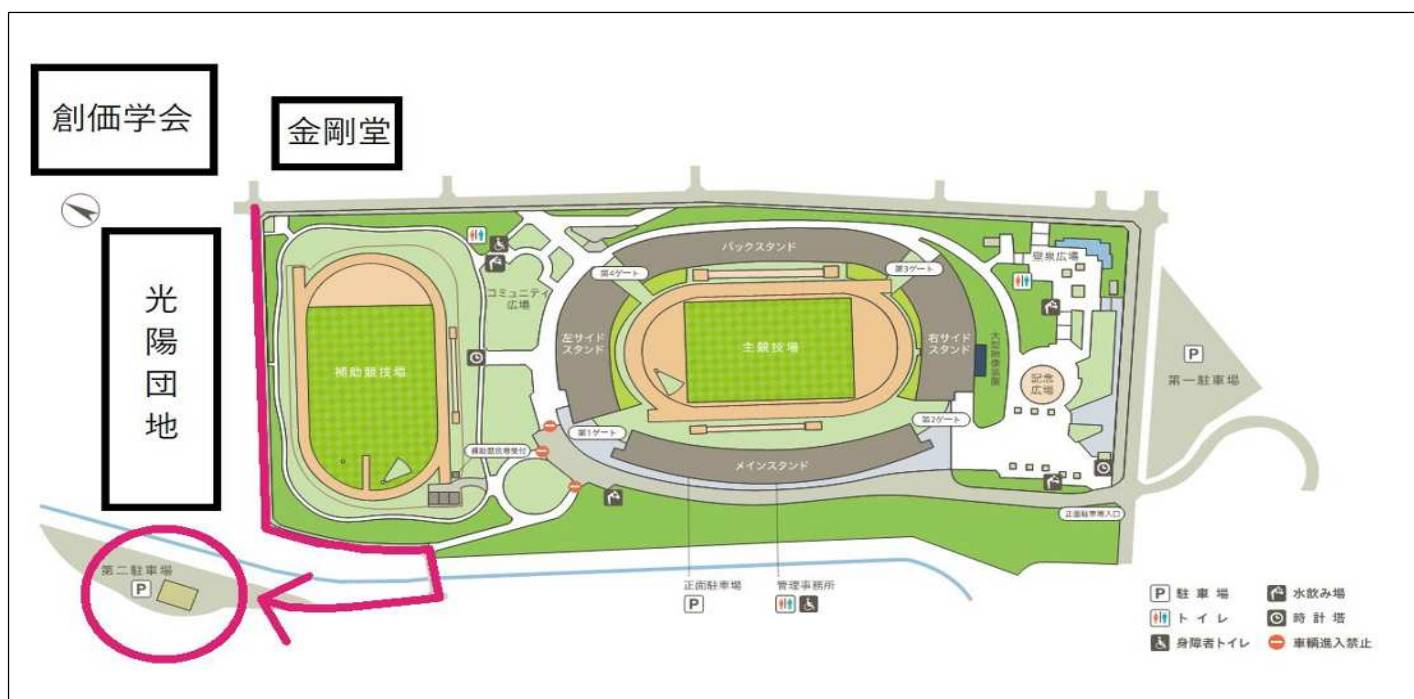 創価学会
金剛堂
光陽団地
バックスタンド
第4ゲート
第3ゲート
コミュニティ
広場
左サイド
スタンド
主競技場
右サイド
スタンド
補助競技場
記念
広場
P
第一駐車場
第1ゲート
第2ゲート
補助競技場受付
メインスタンド
正面駐車場入口
第二駐車場
P
正面駐車場
P
管理事務所
P 駐車場
水飲み場
トイレ
時計塔
身障者トイレ
車輌進入禁止